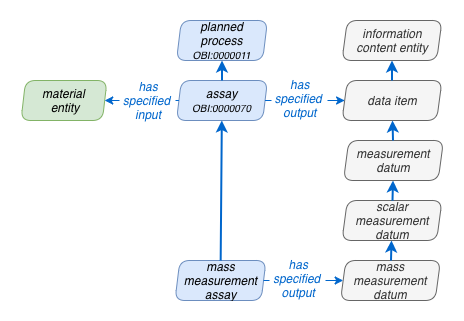 planned
process
OBI:0000011
information
content entity
material
entity
has
specified
input
assay
OBI:0000070
has
specified
output
data item
measurement
datum
scalar
measurement
datum
mass
measurement
assay
has
specified
output
mass
measurement
datum